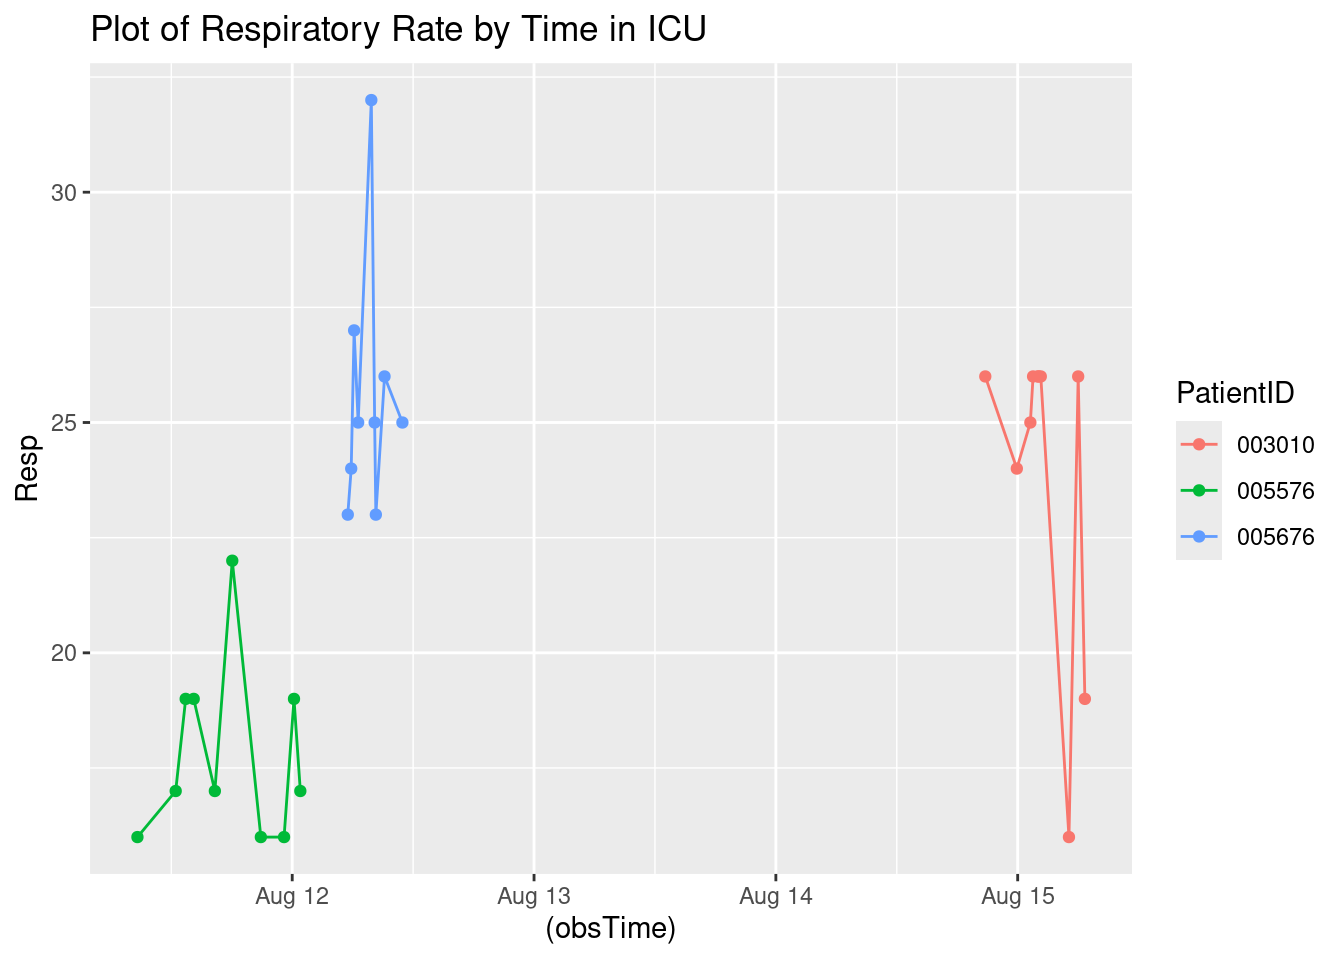 Plot of Respiratory Rate by Time in ICU
30
25
20
Resp
Aug 12
Aug 13
Aug 14
Aug 15
(obsTime)
PatientID
003010
005576
005676